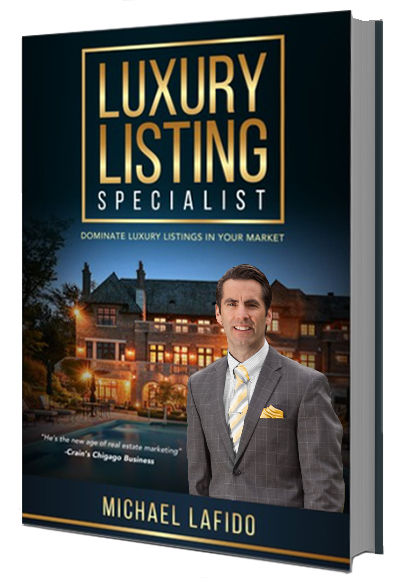 LUXURY
LISTING
SPECIALIST
DOMINATE LUXURY LISTINGS IN YOUR MARKET
"He's the new age of real estate marketing"
-Crain's Chigago Business
MICHAEL LAFIDO